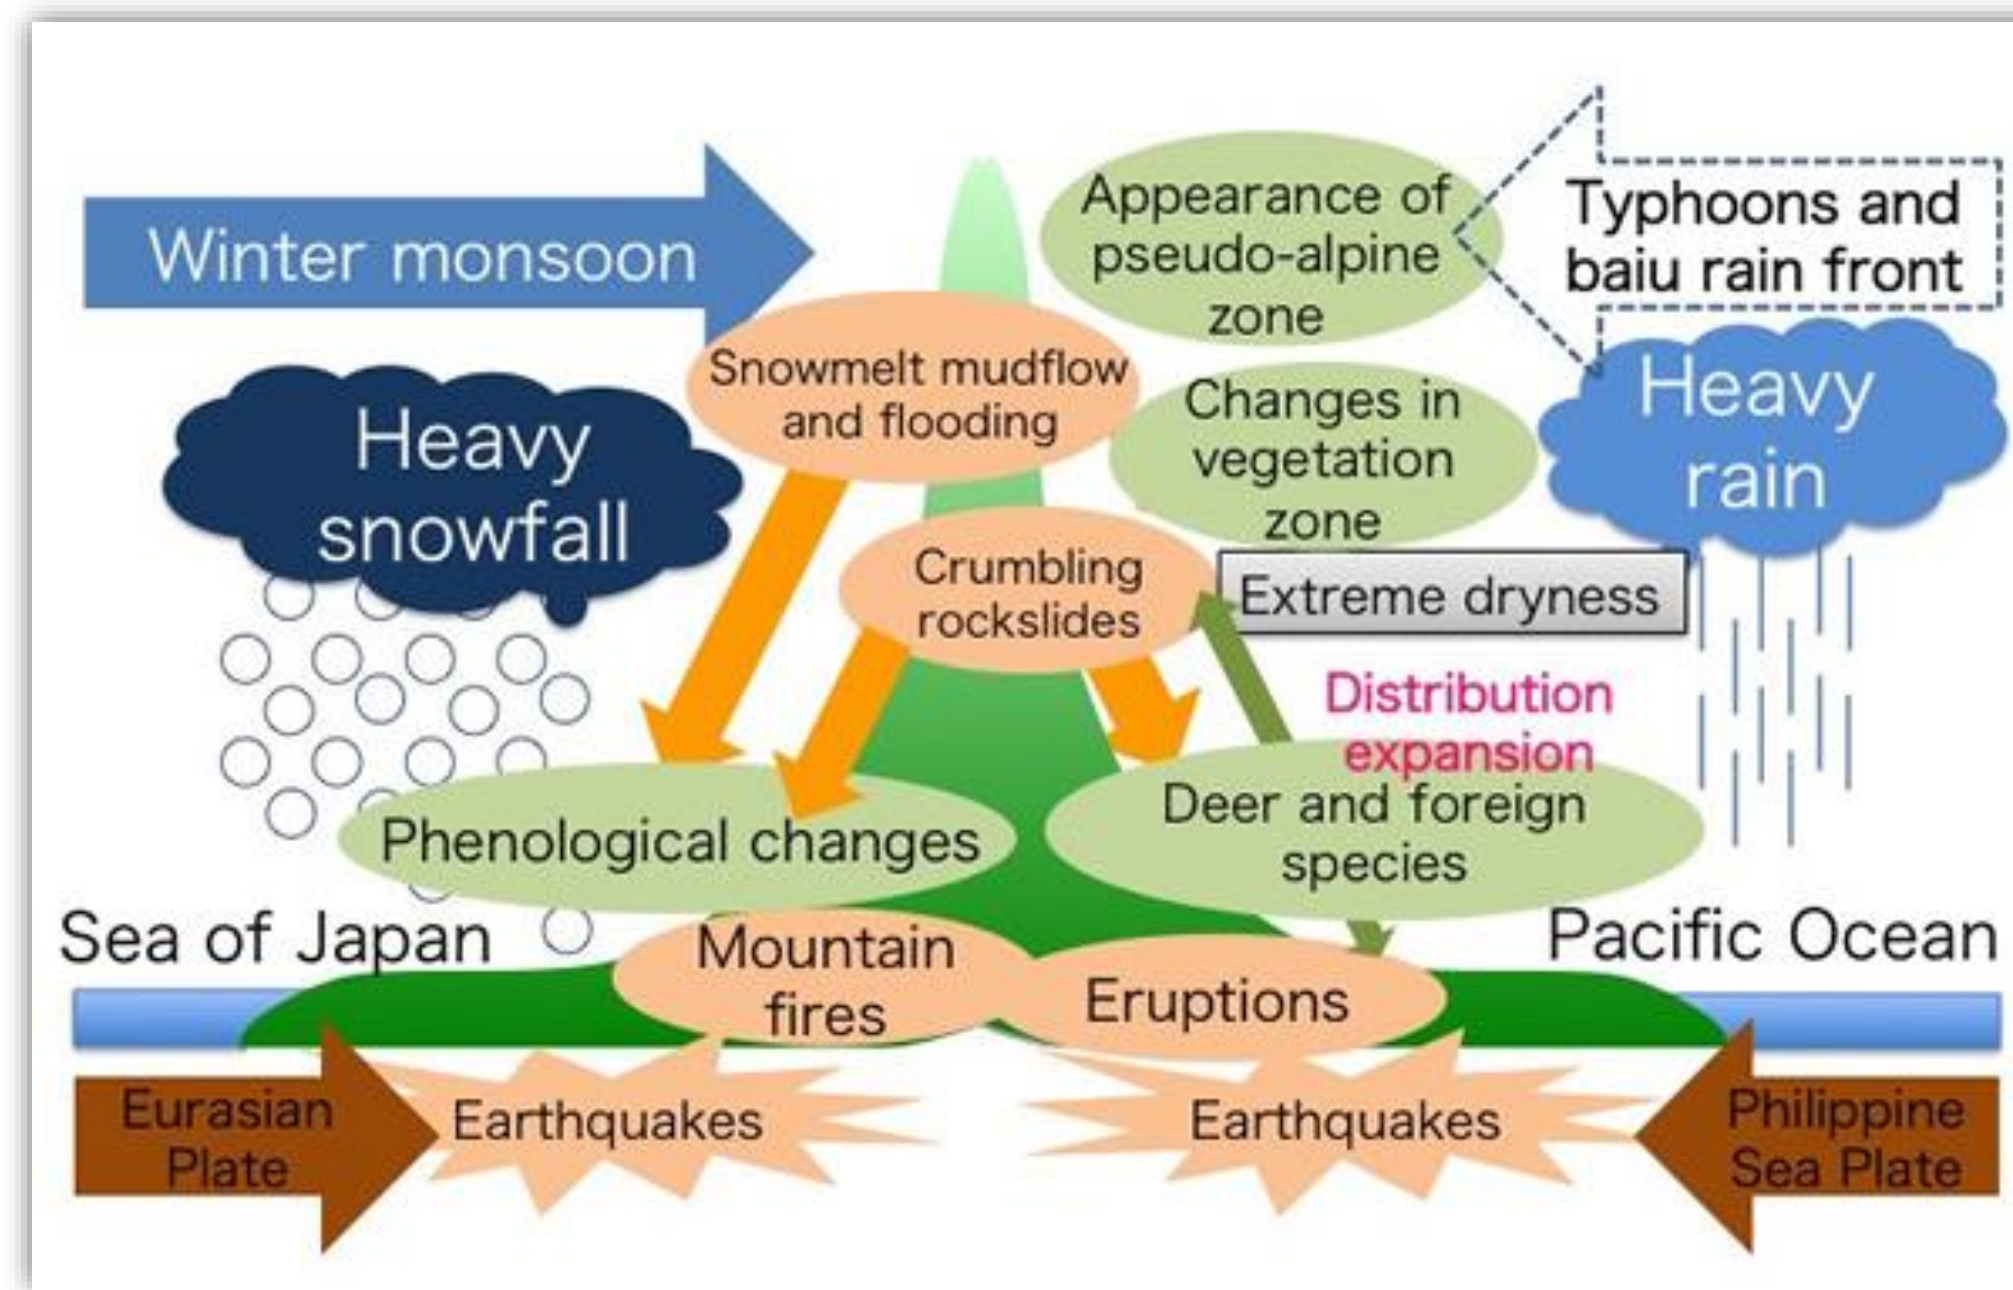 Winter monsoon
Appearance of
pseudo-alpine
zone
Typhoons and
baiu rain front
Snowmelt mudflow
and flooding
Heavy
snowfall
Changes in
vegetation
zone
Heavy
rain
Crumbling
rockslides
Extreme dryness
Distribution
expansion
Phenological changes
Deer and foreign
species
Sea of Japan
Mountain
fires
Eruptions
Pacific Ocean
Eurasian
Plate
Earthquakes
Earthquakes
Philippine
Sea Plate